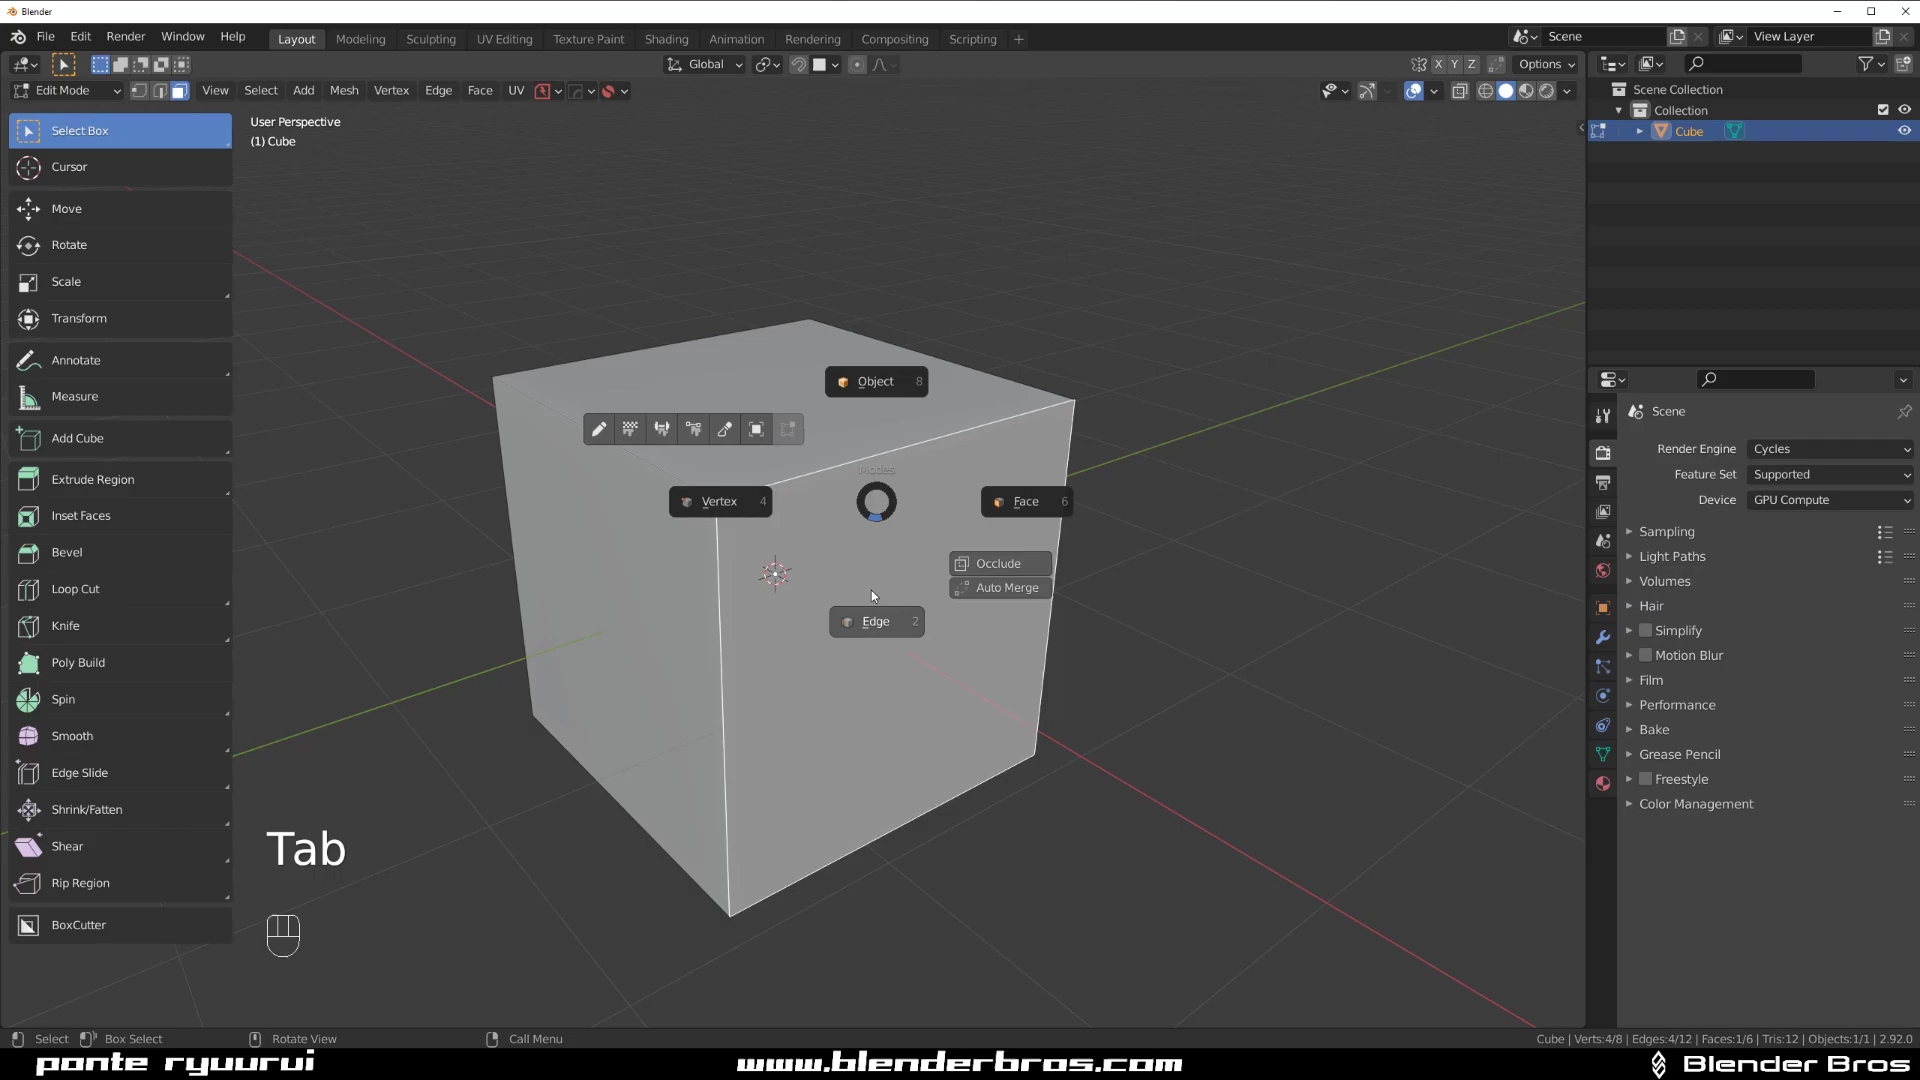 Blender
File Edit Render Window Help Layout Modeling Sculpting UV Editing Texture Paint Shading Animation Rendering Compositing Scripting + Scene View Layer
Global X Y Z Options
Edit Mode View Select Add Mesh Vertex Edge Face UV
Scene Collection
Collection
Cube
User Perspective
(1) Cube
Select Box
Cursor
Move
Rotate
Scale
Transform
Annotate
Measure
Add Cube
Extrude Region
Inset Faces
Bevel
Loop Cut
Knife
Poly Build
Spin
Smooth
Edge Slide
Shrink/Fatten
Shear
Rip Region
BoxCutter
Object 8
Modes
Vertex 4
Face 6
Occlude
Auto Merge
Edge 2
Tab
Scene
Render Engine Cycles
Feature Set Supported
Device GPU Compute
Sampling
Light Paths
Volumes
Hair
Simplify
Motion Blur
Film
Performance
Bake
Grease Pencil
Freestyle
Color Management
Select Box Select Rotate View Call Menu Cube | Verts:4/8 | Edges:4/12 | Faces:1/6 | Tris:12 | Objects:1/1 | 2.92.0
ponte ryuurui www.blenderbros.com Blender Bros